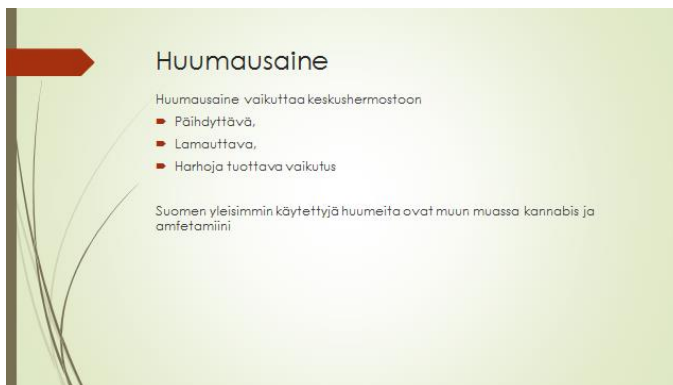 Huumausaine
Huumausaine vaikuttaa keskushermostoon
Päihdyttävä,
Lamauttava,
Harhoja tuottava vaikutus
Suomen yleisimmin käytettyjä huumeita ovat muun muassa kannabis ja
amfetamiini